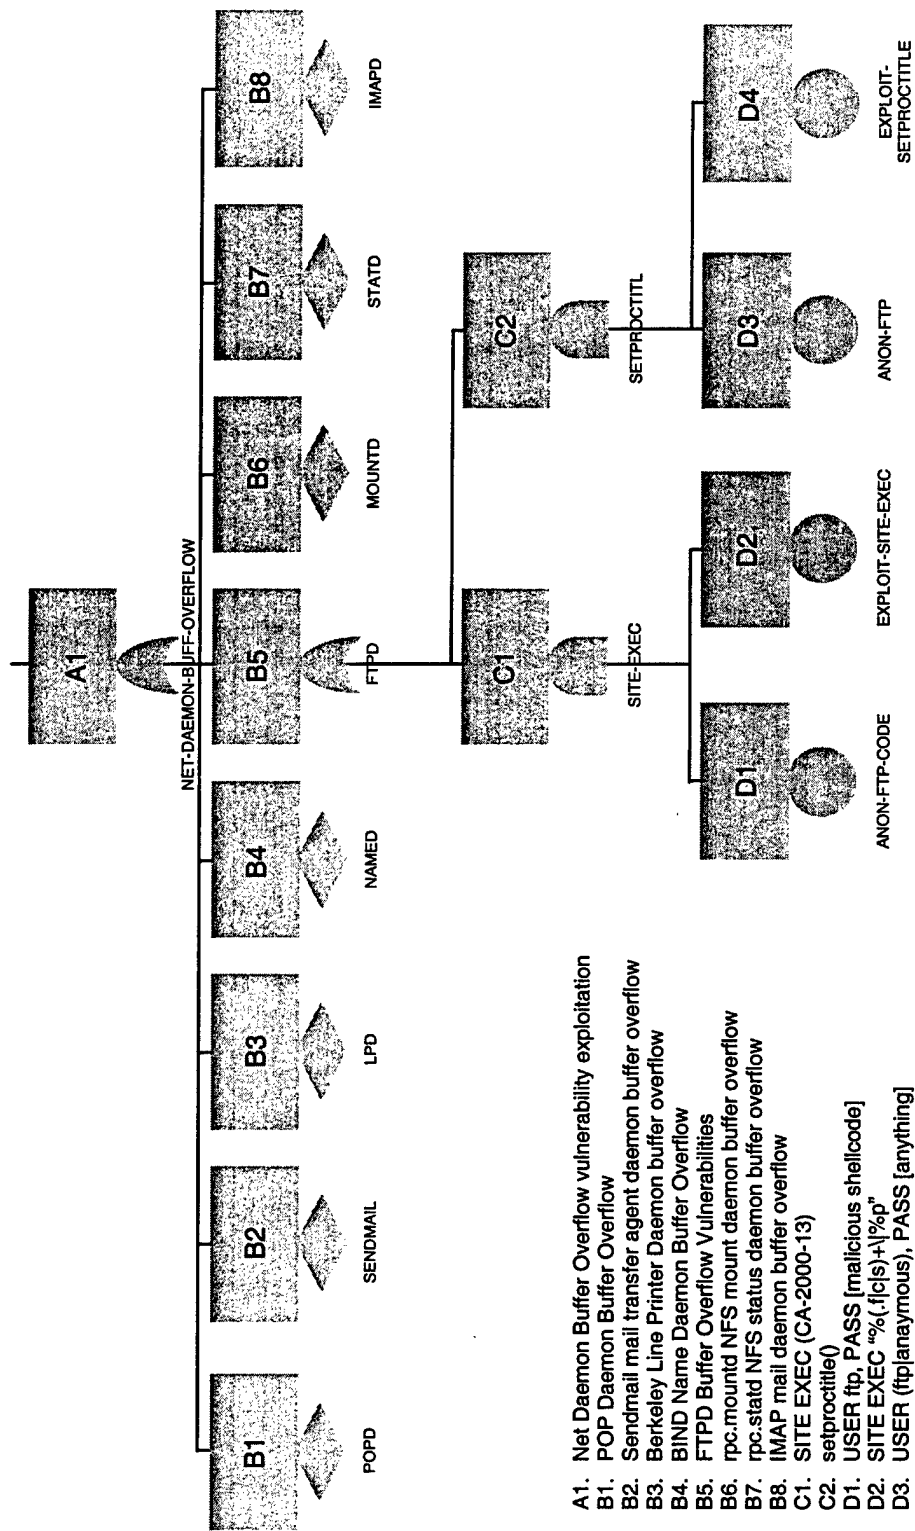 A1
NET-DAEMON-BUFF-OVERFLOW
B1
POPD
B2
SENDMAIL
B3
LPD
B4
NAMED
B5
FTPD
B6
MOUNTD
B7
STATD
B8
IMAPD
C1
SITE-EXEC
C2
SETPROCTITL
D1
ANON-FTP-CODE
D2
EXPLOIT-SITE-EXEC
D3
ANON-FTP
D4
EXPLOIT-
SETPROCTITLE
A1. Net Daemon Buffer Overflow vulnerability exploitation
B1. POP Daemon Buffer Overflow
B2. Sendmail mail transfer agent daemon buffer overflow
B3. Berkeley Line Printer Daemon buffer overflow
B4. BIND Name Daemon Buffer Overflow
B5. FTPD Buffer Overflow Vulnerabilities
B6. rpc.mountd NFS mount daemon buffer overflow
B7. rpc.statd NFS status daemon buffer overflow
B8. IMAP mail daemon buffer overflow
C1. SITE EXEC (CA-2000-13)
C2. setproctitle()
D1. USER ftp, PASS [malicious shellcode]
D2. SITE EXEC "%(.f|c|s)+\|%p"
D3. USER (ftp|anaymous), PASS [anything]